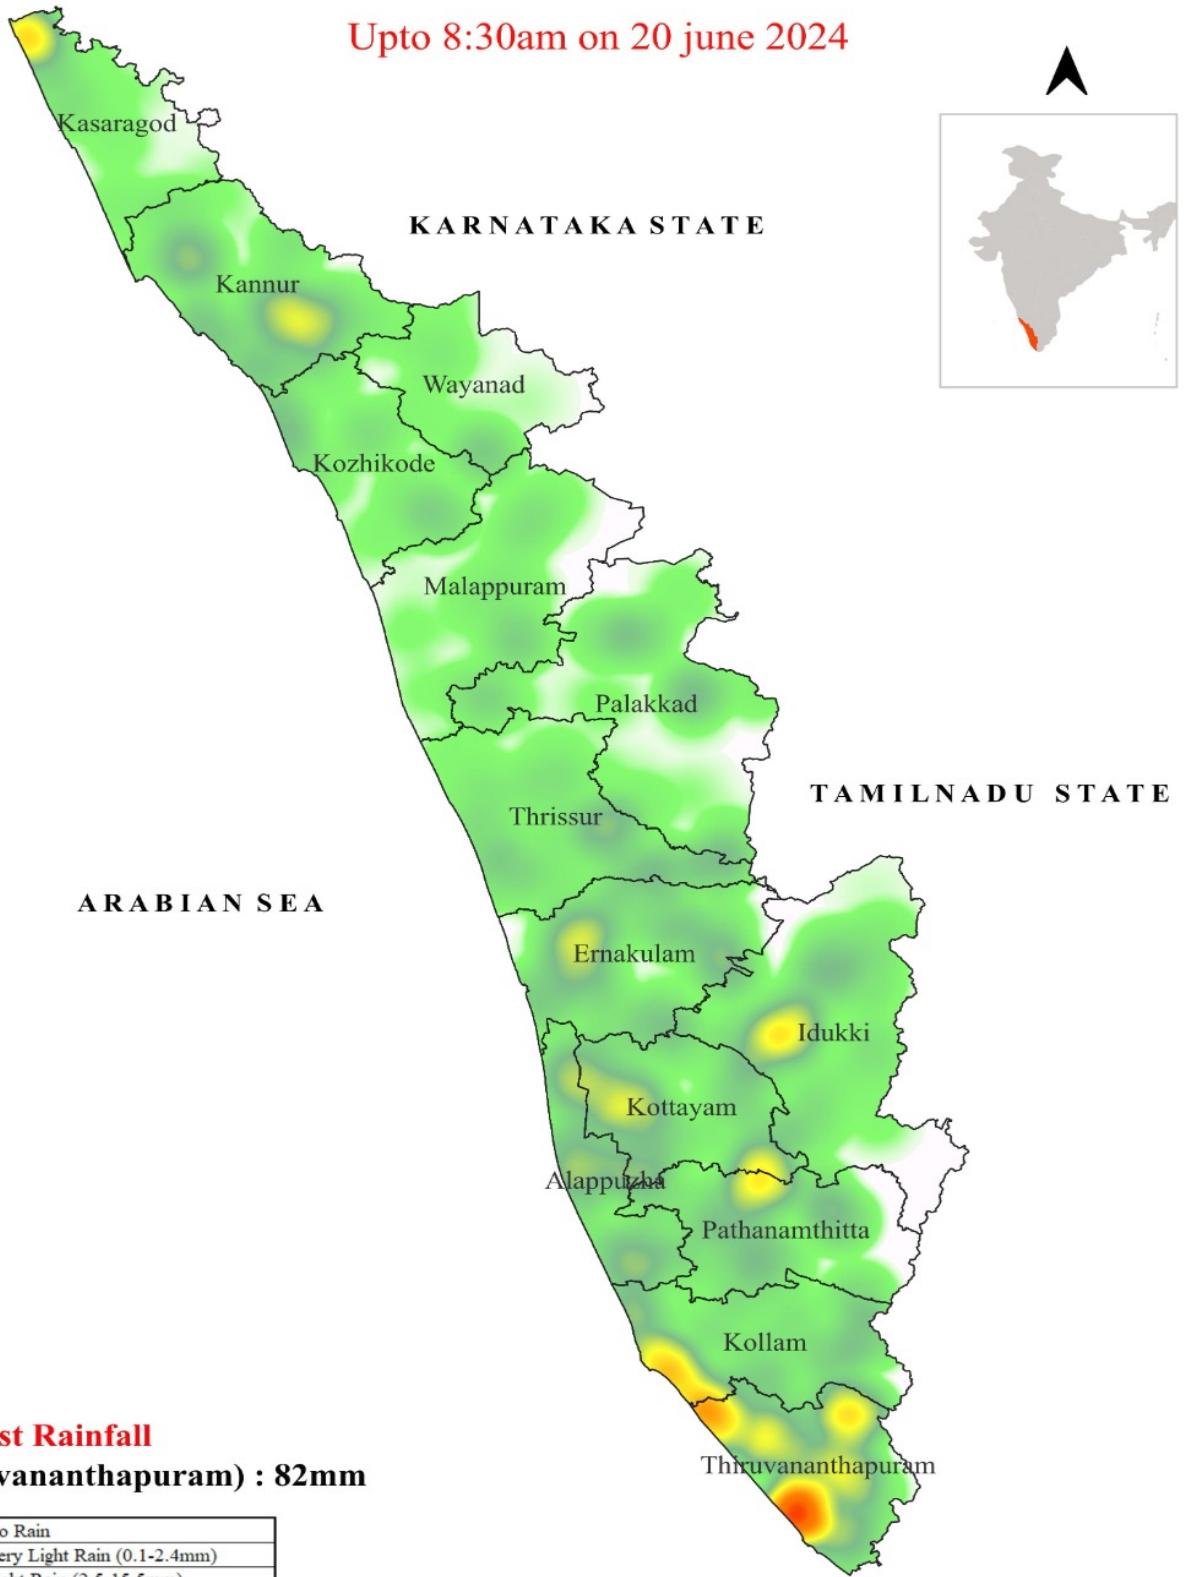 Upto 8:30am on 20 june 2024
Kasaragod
KARNATAKA STATE
Kannur
Wayanad
Kozhikode
Malappuram
Palakkad
TAMILNADU STATE
Thrissur
ARABIAN SEA
Ernakulam
Idukki
Kottayam
Alappuzha
Pathanamthitta
Kollam
st Rainfall
Thiruvananthapuram
vananthapuram) : 82mm
o Rain
ery Light Rain (0.1-2.4mm)